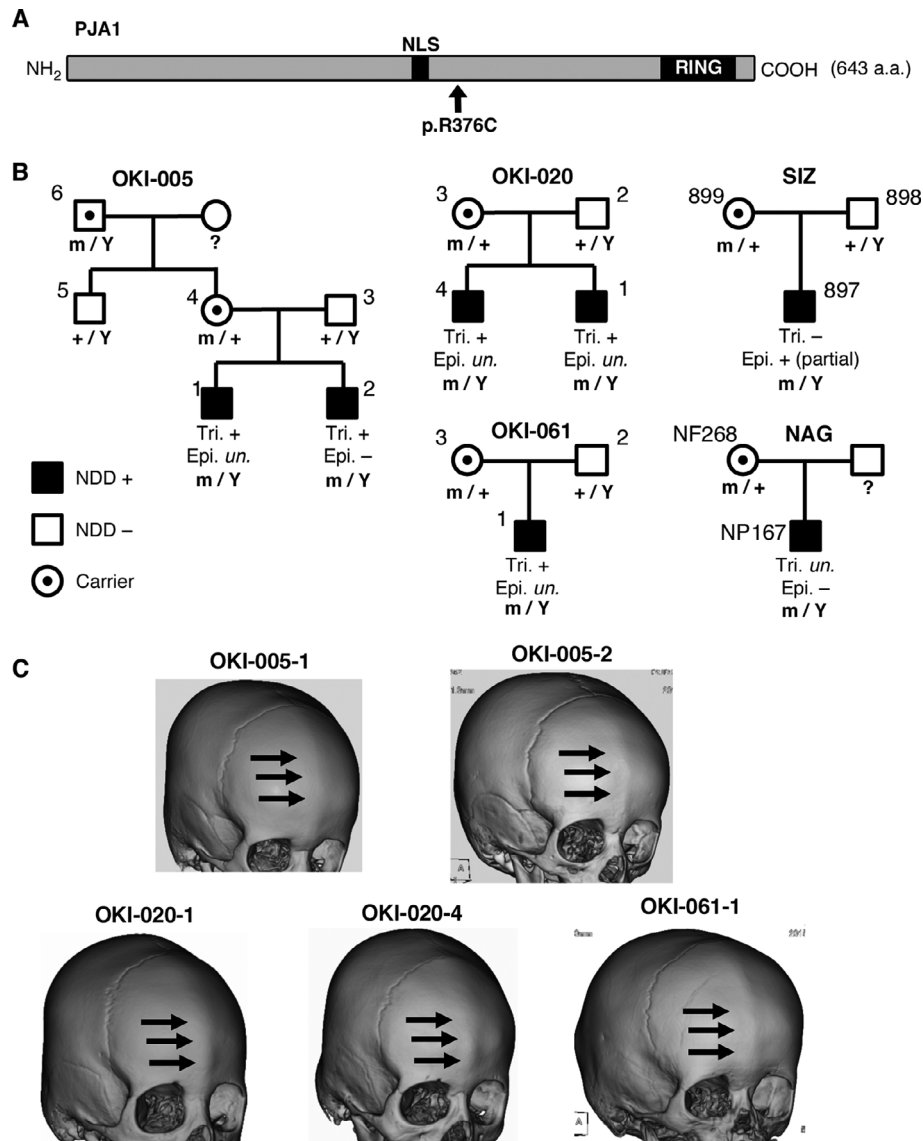 A
PJA1
NLS
NH2
RING
COOH (643 a.a.)
p.R376C
B
OKI-005
6
m / Y
?
5
+ / Y
4
m / +
3
+ / Y
1
Tri. +
Epi. un.
m / Y
2
Tri. +
Epi. –
m / Y
NDD +
NDD –
Carrier
OKI-020
3
m / +
2
+ / Y
4
Tri. +
Epi. un.
m / Y
1
Tri. +
Epi. un.
m / Y
SIZ
899
m / +
898
+ / Y
897
Tri. –
Epi. + (partial)
m / Y
OKI-061
3
m / +
2
+ / Y
1
Tri. +
Epi. un.
m / Y
NAG
NF268
m / +
?
NP167
Tri. un.
Epi. –
m / Y
C
OKI-005-1
OKI-005-2
A
OKI-020-1
OKI-020-4
OKI-061-1
A